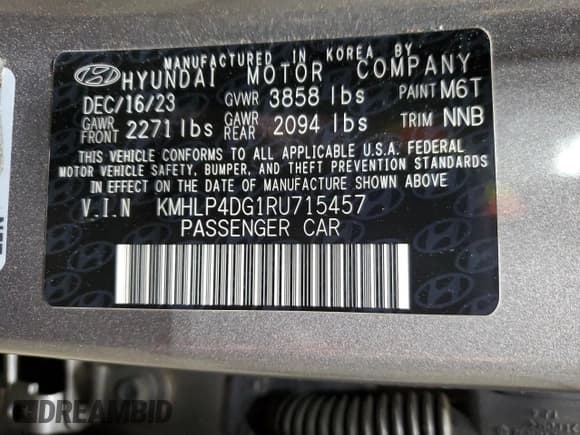 MANUFACTURED IN KOREA BY
HYUNDAI MOTOR COMPANY
DEC/16/23 GVWR 3858 lbs PAINT M6T
GAWR FRONT 2271 lbs GAWR REAR 2094 lbs TRIM NNB
THIS VEHICLE CONFORMS TO ALL APPLICABLE U.S.A. FEDERAL
MOTOR VEHICLE SAFETY, BUMPER, AND THEFT PREVENTION STANDARDS
IN EFFECT ON THE DATE OF MANUFACTURE SHOWN ABOVE
V.I.N KMHLP4DG1RU715457
PASSENGER CAR
DREAMBID